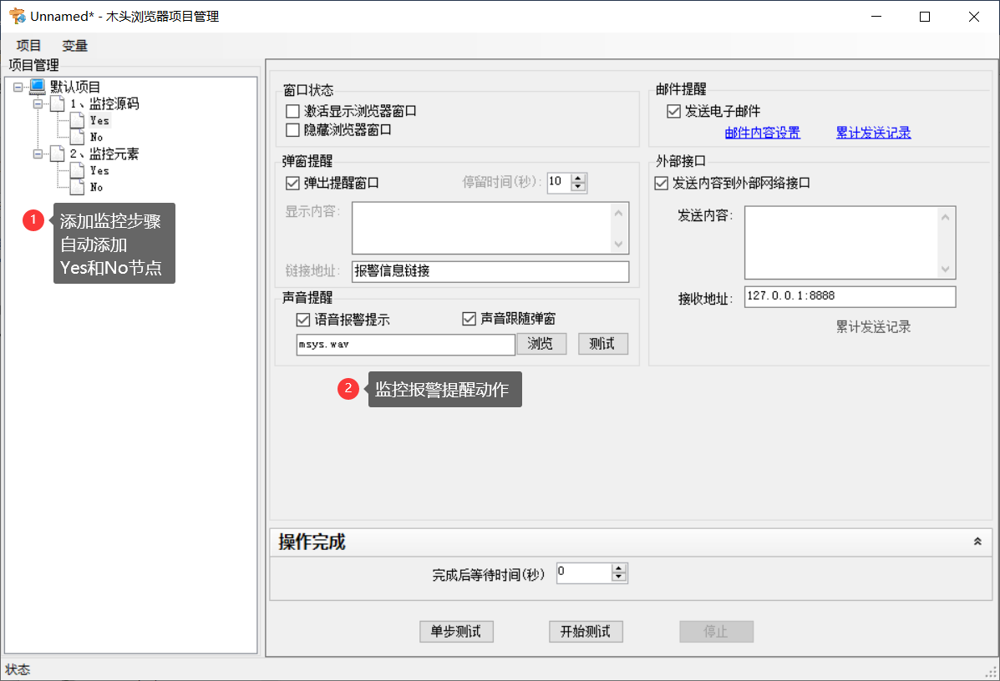 Unnamed* - 木头浏览器项目管理
项目 变量
项目管理
默认项目
1、监控源码
Yes
No
2、监控元素
Yes
No
1
添加监控步骤
自动添加
Yes和No节点
窗口状态
激活显示浏览器窗口
隐藏浏览器窗口
弹窗提醒
弹出提醒窗口 停留时间(秒): 10
显示内容:
链接地址: 报警信息链接
声音提醒
语音报警提示 声音跟随弹窗
msys.wav 浏览 测试
2
监控报警提醒动作
邮件提醒
发送电子邮件
邮件内容设置 累计发送记录
外部接口
发送内容到外部网络接口
发送内容:
接收地址: 127.0.0.1:8888
累计发送记录
操作完成
完成后等待时间(秒) 0
单步测试 开始测试 停止
状态